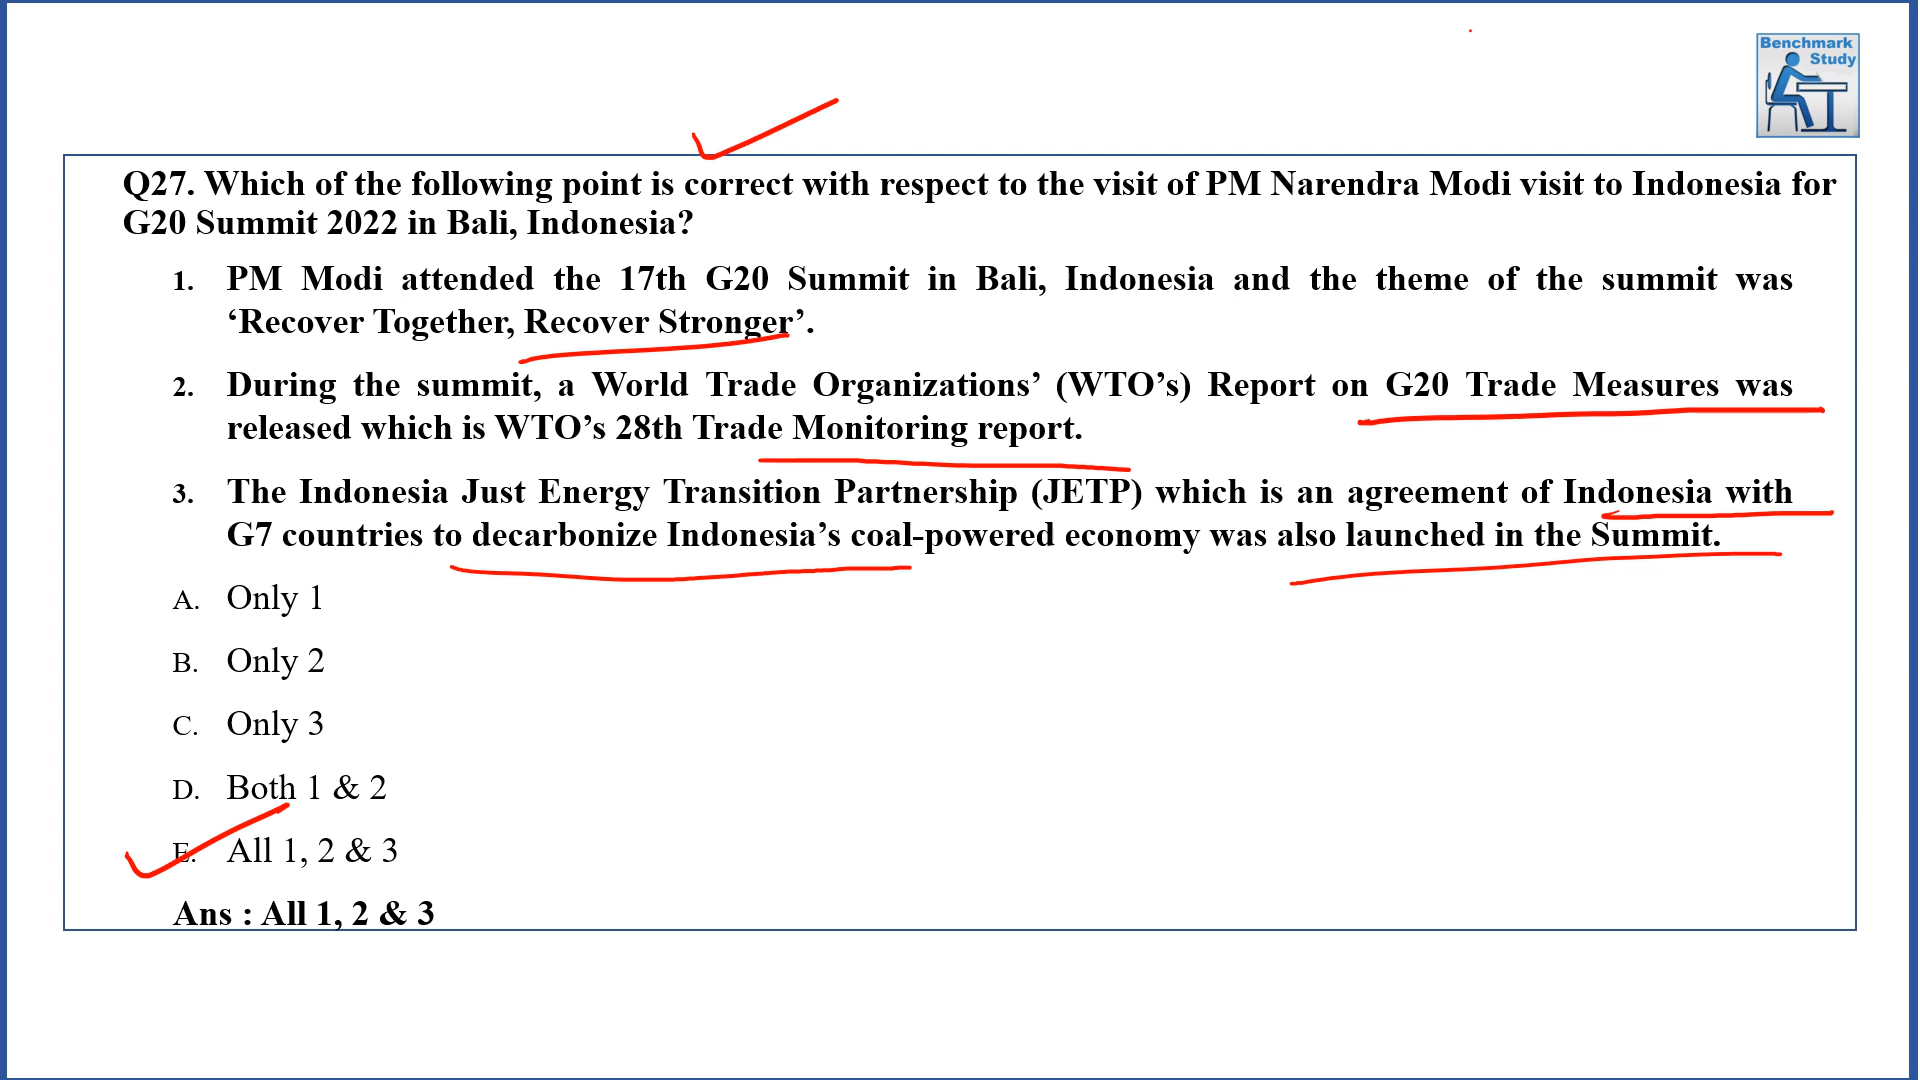 Benchmark
Study
Q27. Which of the following point is correct with respect to the visit of PM Narendra Modi visit to Indonesia for
G20 Summit 2022 in Bali, Indonesia?
1. PM Modi attended the 17th G20 Summit in Bali, Indonesia and the theme of the summit was
‘Recover Together, Recover Stronger’.
2. During the summit, a World Trade Organizations’ (WTO’s) Report on G20 Trade Measures was
released which is WTO’s 28th Trade Monitoring report.
3. The Indonesia Just Energy Transition Partnership (JETP) which is an agreement of Indonesia with
G7 countries to decarbonize Indonesia’s coal-powered economy was also launched in the Summit.
A. Only 1
B. Only 2
C. Only 3
D. Both 1 & 2
E. All 1, 2 & 3
Ans : All 1, 2 & 3